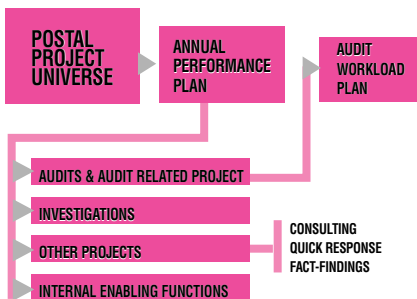 POSTAL
PROJECT
UNIVERSE
ANNUAL
PERFORMANCE
PLAN
AUDIT
WORKLOAD
PLAN
AUDITS & AUDIT RELATED PROJECT
INVESTIGATIONS
OTHER PROJECTS
CONSULTING
QUICK RESPONSE
FACT-FINDINGS
INTERNAL ENABLING FUNCTIONS